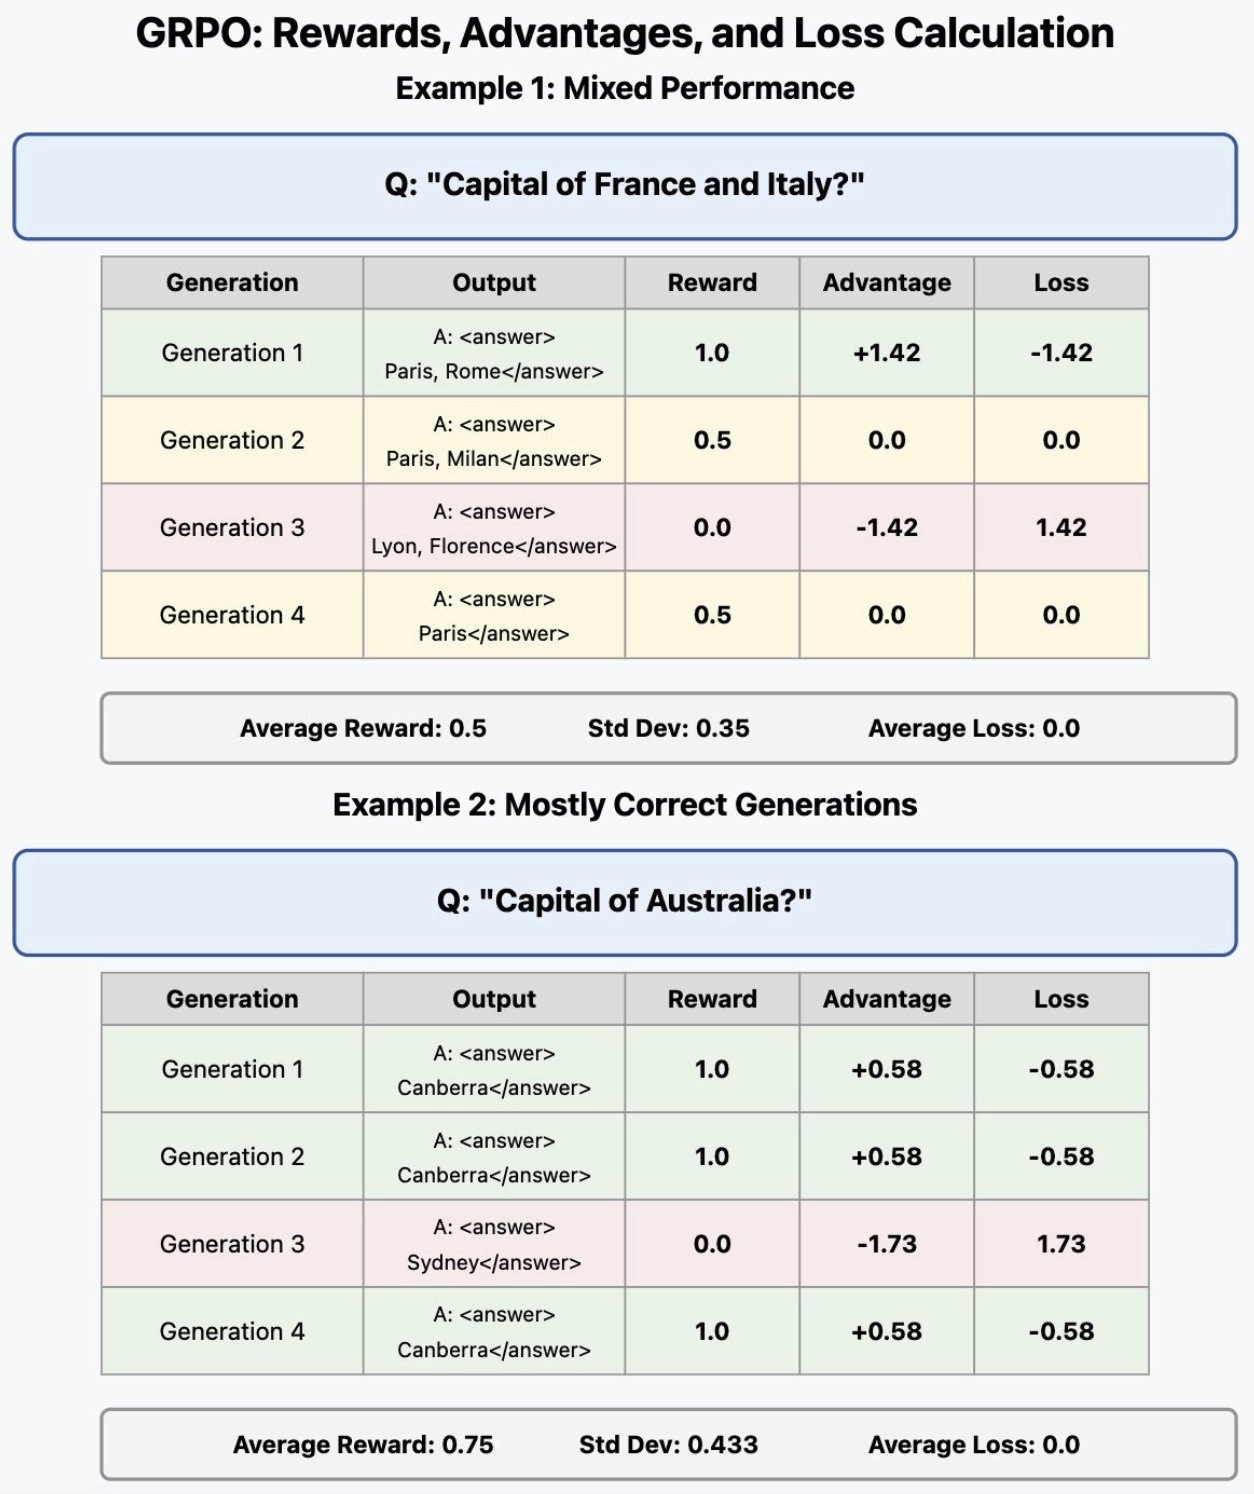 GRPO: Rewards, Advantages, and Loss Calculation
Example 1: Mixed Performance
Q: "Capital of France and Italy?"
Generation Output Reward Advantage Loss
Generation 1 A: <answer> 1.0 +1.42 -1.42
Paris, Rome</answer>
Generation 2 A: <answer> 0.5 0.0 0.0
Paris, Milan</answer>
Generation 3 A: <answer> 0.0 -1.42 1.42
Lyon, Florence</answer>
Generation 4 A: <answer> 0.5 0.0 0.0
Paris</answer>
Average Reward: 0.5 Std Dev: 0.35 Average Loss: 0.0
Example 2: Mostly Correct Generations
Q: "Capital of Australia?"
Generation Output Reward Advantage Loss
Generation 1 A: <answer> 1.0 +0.58 -0.58
Canberra</answer>
Generation 2 A: <answer> 1.0 +0.58 -0.58
Canberra</answer>
Generation 3 A: <answer> 0.0 -1.73 1.73
Sydney</answer>
Generation 4 A: <answer> 1.0 +0.58 -0.58
Canberra</answer>
Average Reward: 0.75 Std Dev: 0.433 Average Loss: 0.0